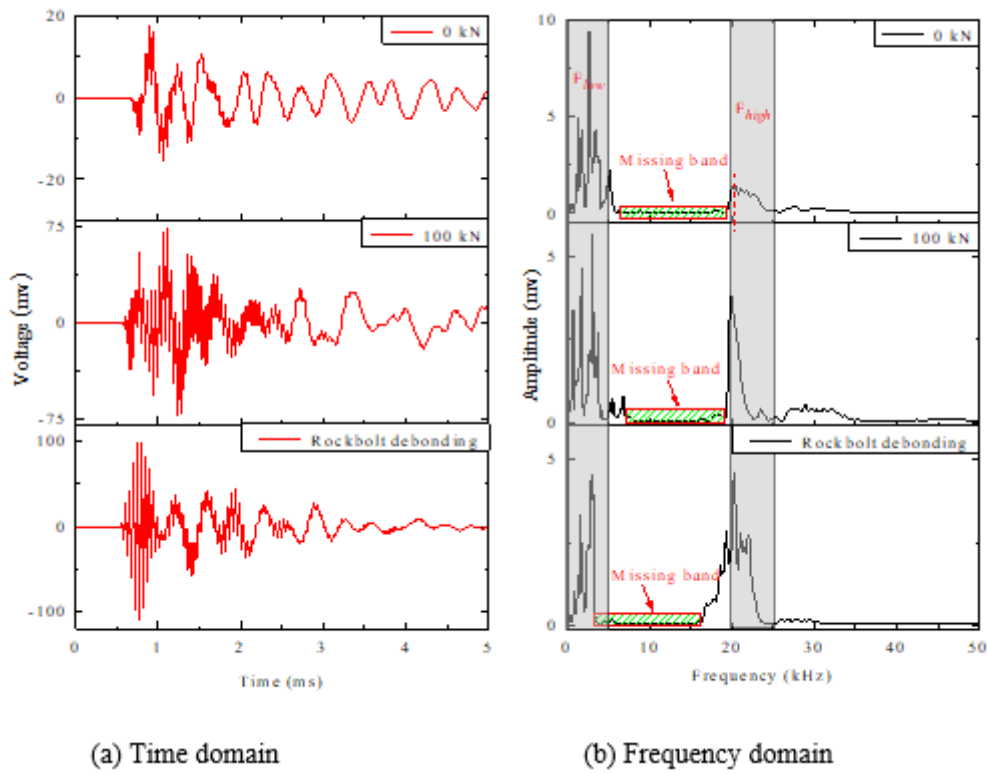 20
0 kN
0
-20
75
100 kN
0
-75
100
Rockbolt debonding
0
-100
0 1 2 3 4 5
Voltage (mv)
Time (ms)
10
0 kN
F low
F high
5
Missing band
0
100 kN
5
Missing band
0
Rockbolt debonding
5
Missing band
0
0 10 20 30 40 50
Amplitude (mv)
Frequency (kHz)
(a) Time domain
(b) Frequency domain